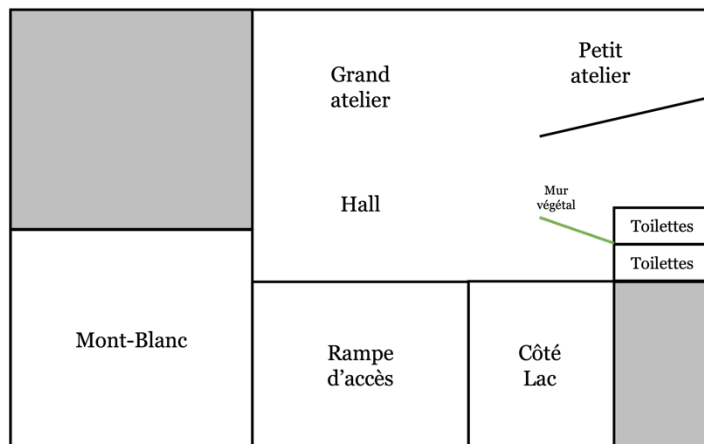 Grand
atelier
Petit
atelier
Hall
Mur
végétal
Toilettes
Toilettes
Mont-Blanc
Rampe
d’accès
Côté
Lac